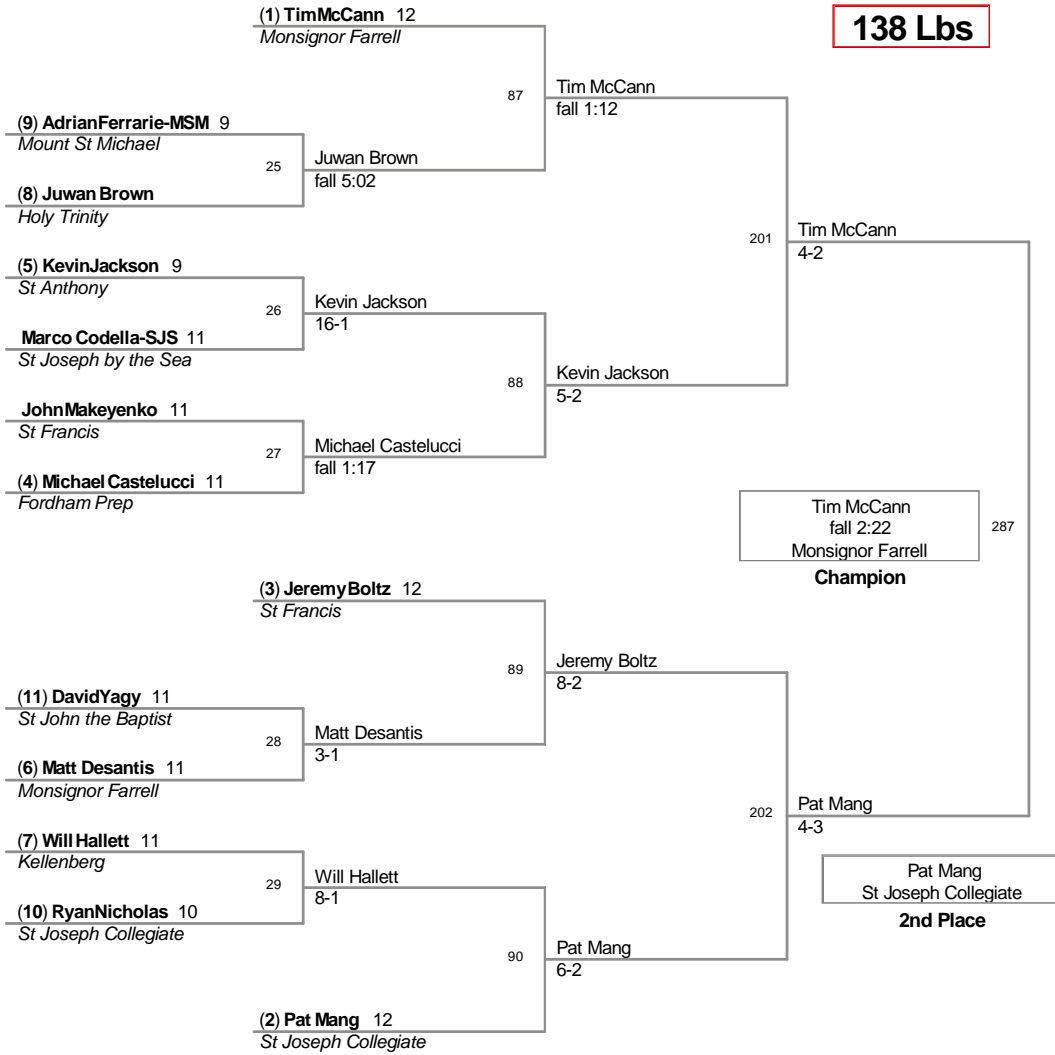 138 Lbs
(1) TimMcCann 12
Monsignor Farrell
87
Tim McCann
fall 1:12
(9) AdrianFerrarie-MSM 9
Mount St Michael
25
Juwan Brown
fall 5:02
(8) Juwan Brown
Holy Trinity
201
Tim McCann
4-2
(5) KevinJackson 9
St Anthony
26
Kevin Jackson
16-1
Marco Codella-SJS 11
St Joseph by the Sea
88
Kevin Jackson
5-2
JohnMakeyenko 11
St Francis
27
Michael Castelucci
fall 1:17
(4) Michael Castelucci 11
Fordham Prep
Tim McCann
fall 2:22
Monsignor Farrell
287
Champion
(3) JeremyBoltz 12
St Francis
89
Jeremy Boltz
8-2
(11) DavidYagy 11
St John the Baptist
28
Matt Desantis
3-1
(6) Matt Desantis 11
Monsignor Farrell
202
Pat Mang
4-3
(7) Will Hallett 11
Kellenberg
29
Will Hallett
8-1
(10) RyanNicholas 10
St Joseph Collegiate
Pat Mang
St Joseph Collegiate
2nd Place
90
Pat Mang
6-2
(2) Pat Mang 12
St Joseph Collegiate